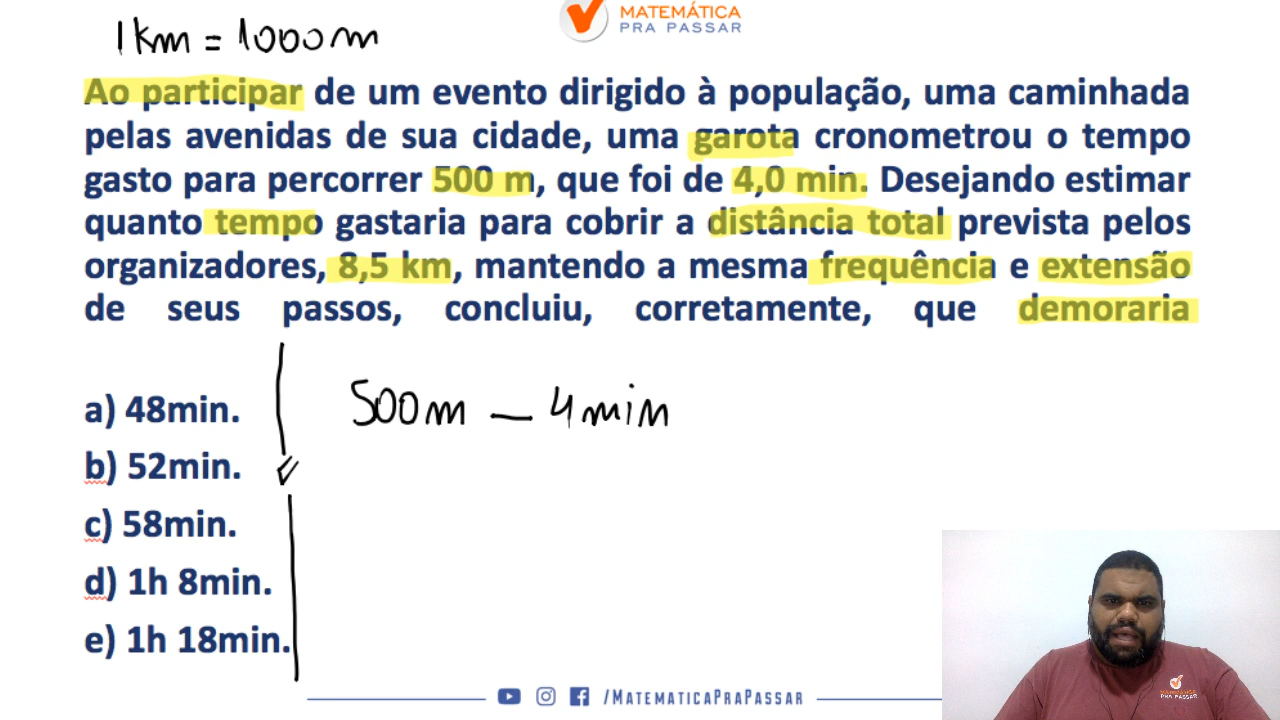 MATEMÁTICA
PRA PASSAR
1km = 1000m
Ao participar de um evento dirigido à população, uma caminhada
pelas avenidas de sua cidade, uma garota cronometrou o tempo
gasto para percorrer 500 m, que foi de 4,0 min. Desejando estimar
quanto tempo gastaria para cobrir a distância total prevista pelos
organizadores, 8,5 km, mantendo a mesma frequência e extensão
de seus passos, concluiu, corretamente, que demoraria
a) 48min.
500m — 4min
b) 52min.
c) 58min.
d) 1h 8min.
e) 1h 18min.
MATEMÁTICA
PRA PASSAR
/MATEMATICAPRAPASSAR